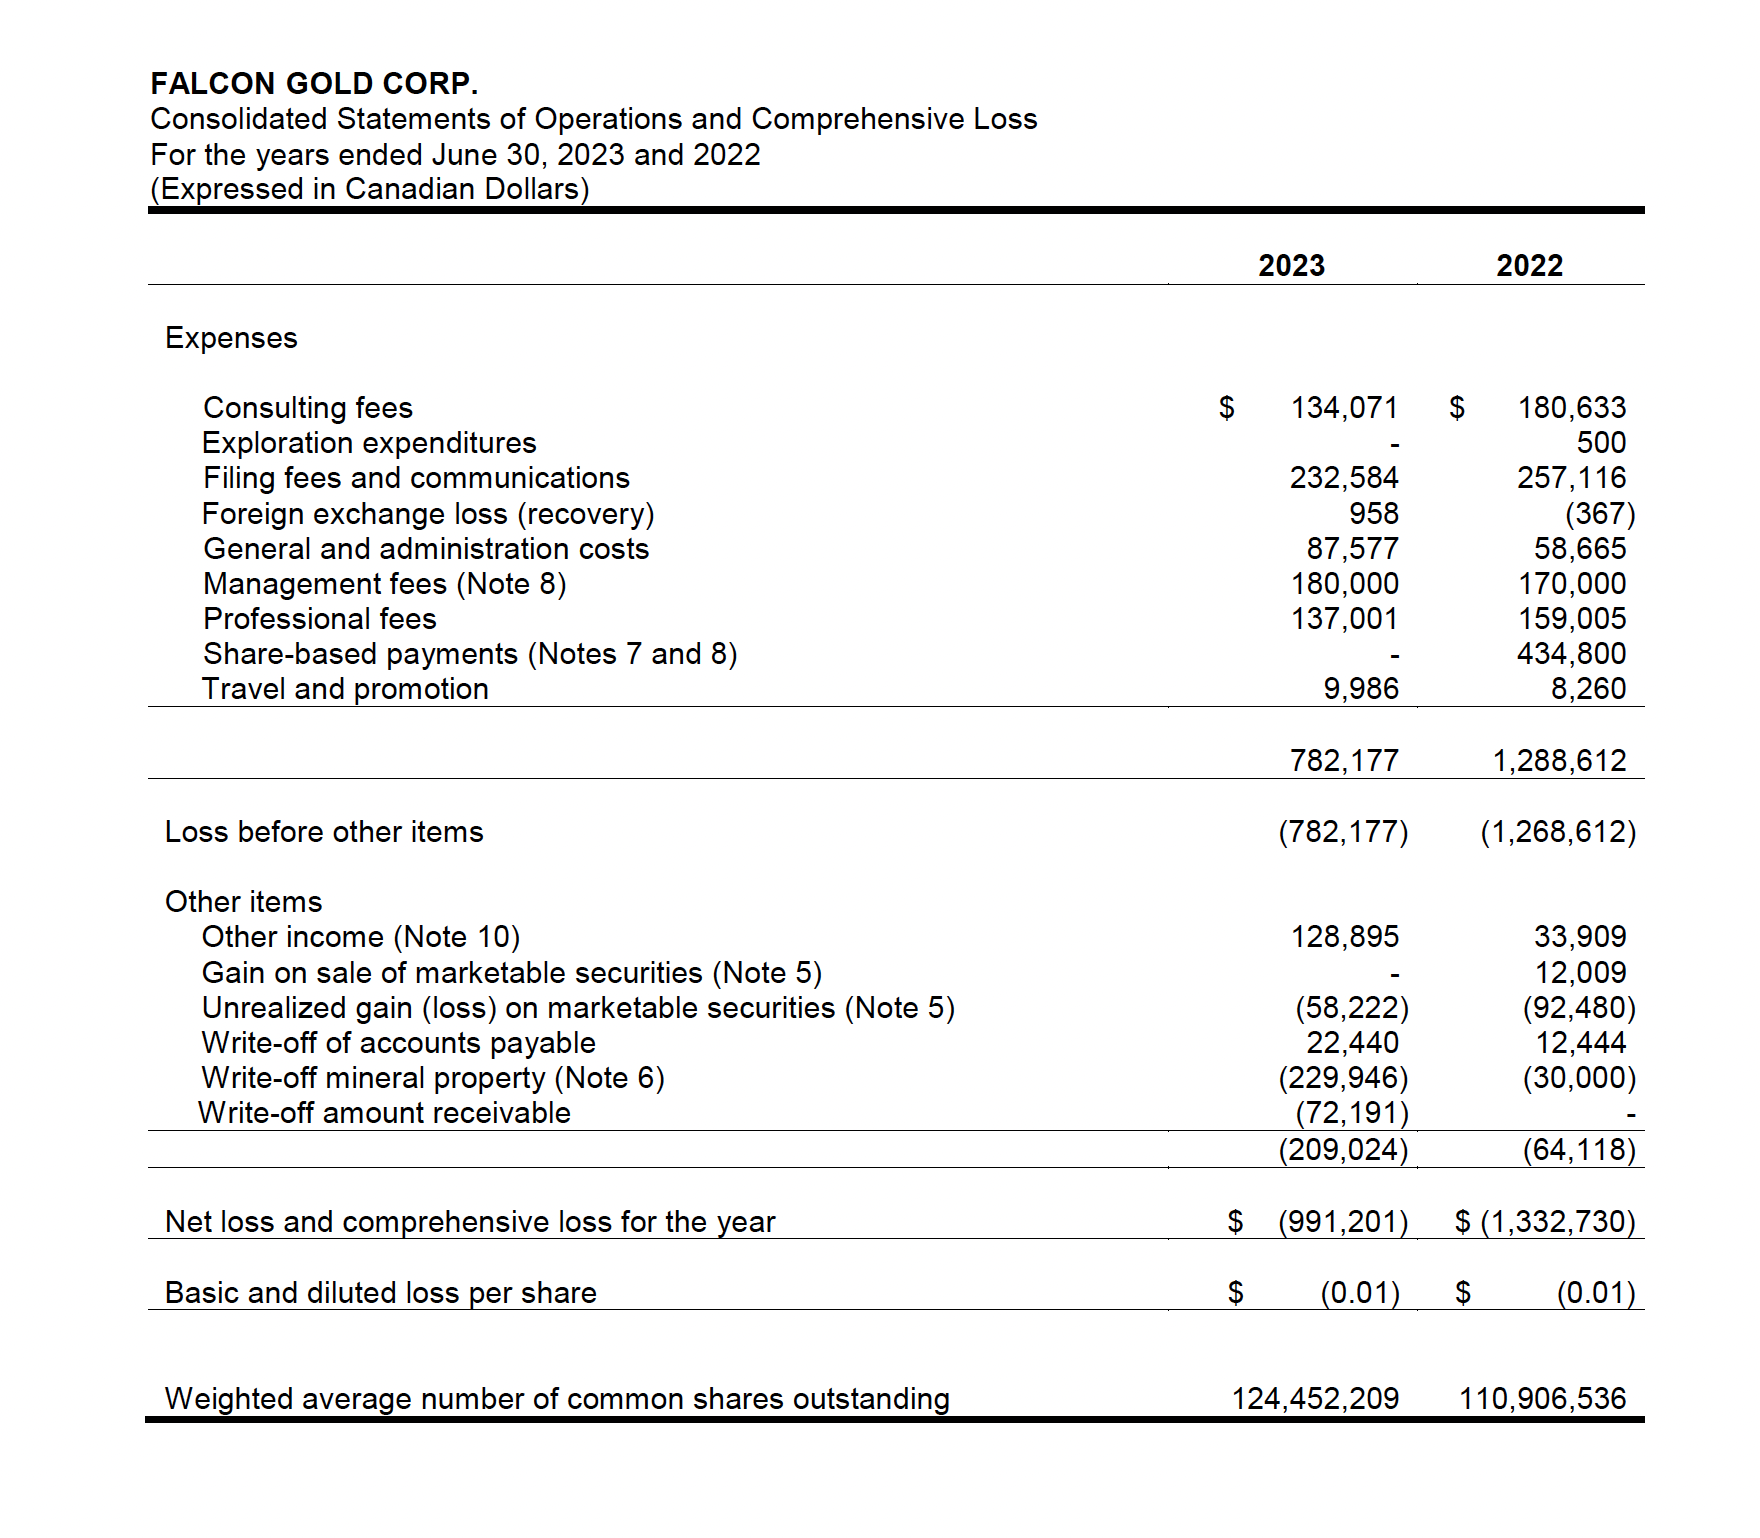 FALCON GOLD CORP.
Consolidated Statements of Operations and Comprehensive Loss
For the years ended June 30, 2023 and 2022
(Expressed in Canadian Dollars)
2023 2022
Expenses
Consulting fees $ 134,071 $ 180,633
Exploration expenditures - 500
Filing fees and communications 232,584 257,116
Foreign exchange loss (recovery) 958 (367)
General and administration costs 87,577 58,665
Management fees (Note 8) 180,000 170,000
Professional fees 137,001 159,005
Share-based payments (Notes 7 and 8) - 434,800
Travel and promotion 9,986 8,260
782,177 1,288,612
Loss before other items (782,177) (1,268,612)
Other items
Other income (Note 10) 128,895 33,909
Gain on sale of marketable securities (Note 5) - 12,009
Unrealized gain (loss) on marketable securities (Note 5) (58,222) (92,480)
Write-off of accounts payable 22,440 12,444
Write-off mineral property (Note 6) (229,946) (30,000)
Write-off amount receivable (72,191) -
(209,024) (64,118)
Net loss and comprehensive loss for the year $ (991,201) $ (1,332,730)
Basic and diluted loss per share $ (0.01) $ (0.01)
Weighted average number of common shares outstanding 124,452,209 110,906,536